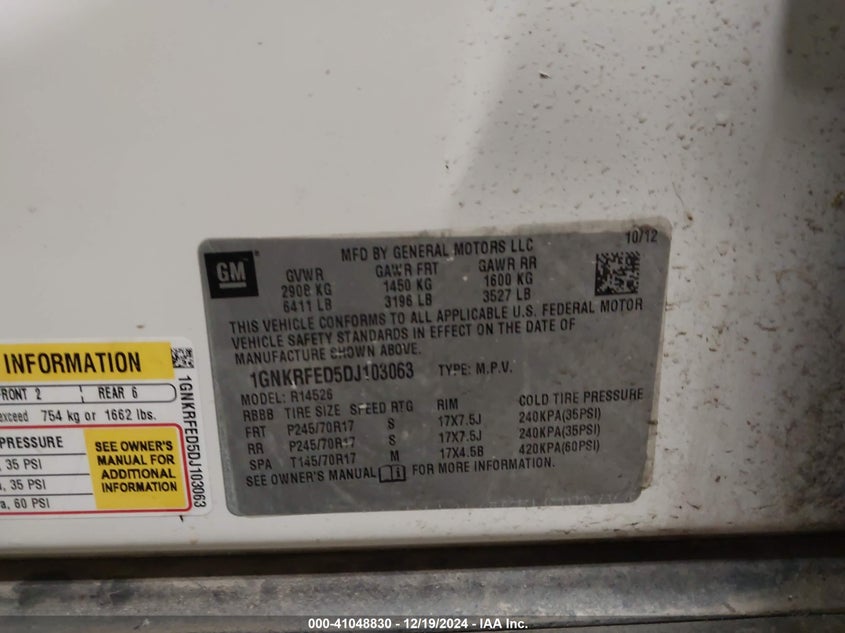 GM
MFD BY GENERAL MOTORS LLC
10/12
GVWR GAWR FRT GAWR RR
2908 KG 1450 KG 1600 KG
6411 LB 3196 LB 3527 LB
THIS VEHICLE CONFORMS TO ALL APPLICABLE U.S. FEDERAL MOTOR
VEHICLE SAFETY STANDARDS IN EFFECT ON THE DATE OF
MANUFACTURE SHOWN ABOVE.
1GNKRFED5DJ103063 TYPE: M.P.V.
MODEL: R14526
RBBB TIRE SIZE SPEED RTG RIM COLD TIRE PRESSURE
FRT P245/70R17 S 17X7.5J 240KPA(35PSI)
RR P245/70R17 S 17X7.5J 240KPA(35PSI)
SPA T145/70R17 M 17X4.5B 420KPA(60PSI)
SEE OWNER'S MANUAL FOR MORE INFORMATION.
INFORMATION
FRONT 2 REAR 6
exceed 754 kg or 1662 lbs.
PRESSURE
, 35 PSI
, 35 PSI
, 60 PSI
SEE OWNER'S
MANUAL FOR
ADDITIONAL
INFORMATION
1GNKRFED5DJ103063
000-41048830 - 12/19/2024 - IAA Inc.